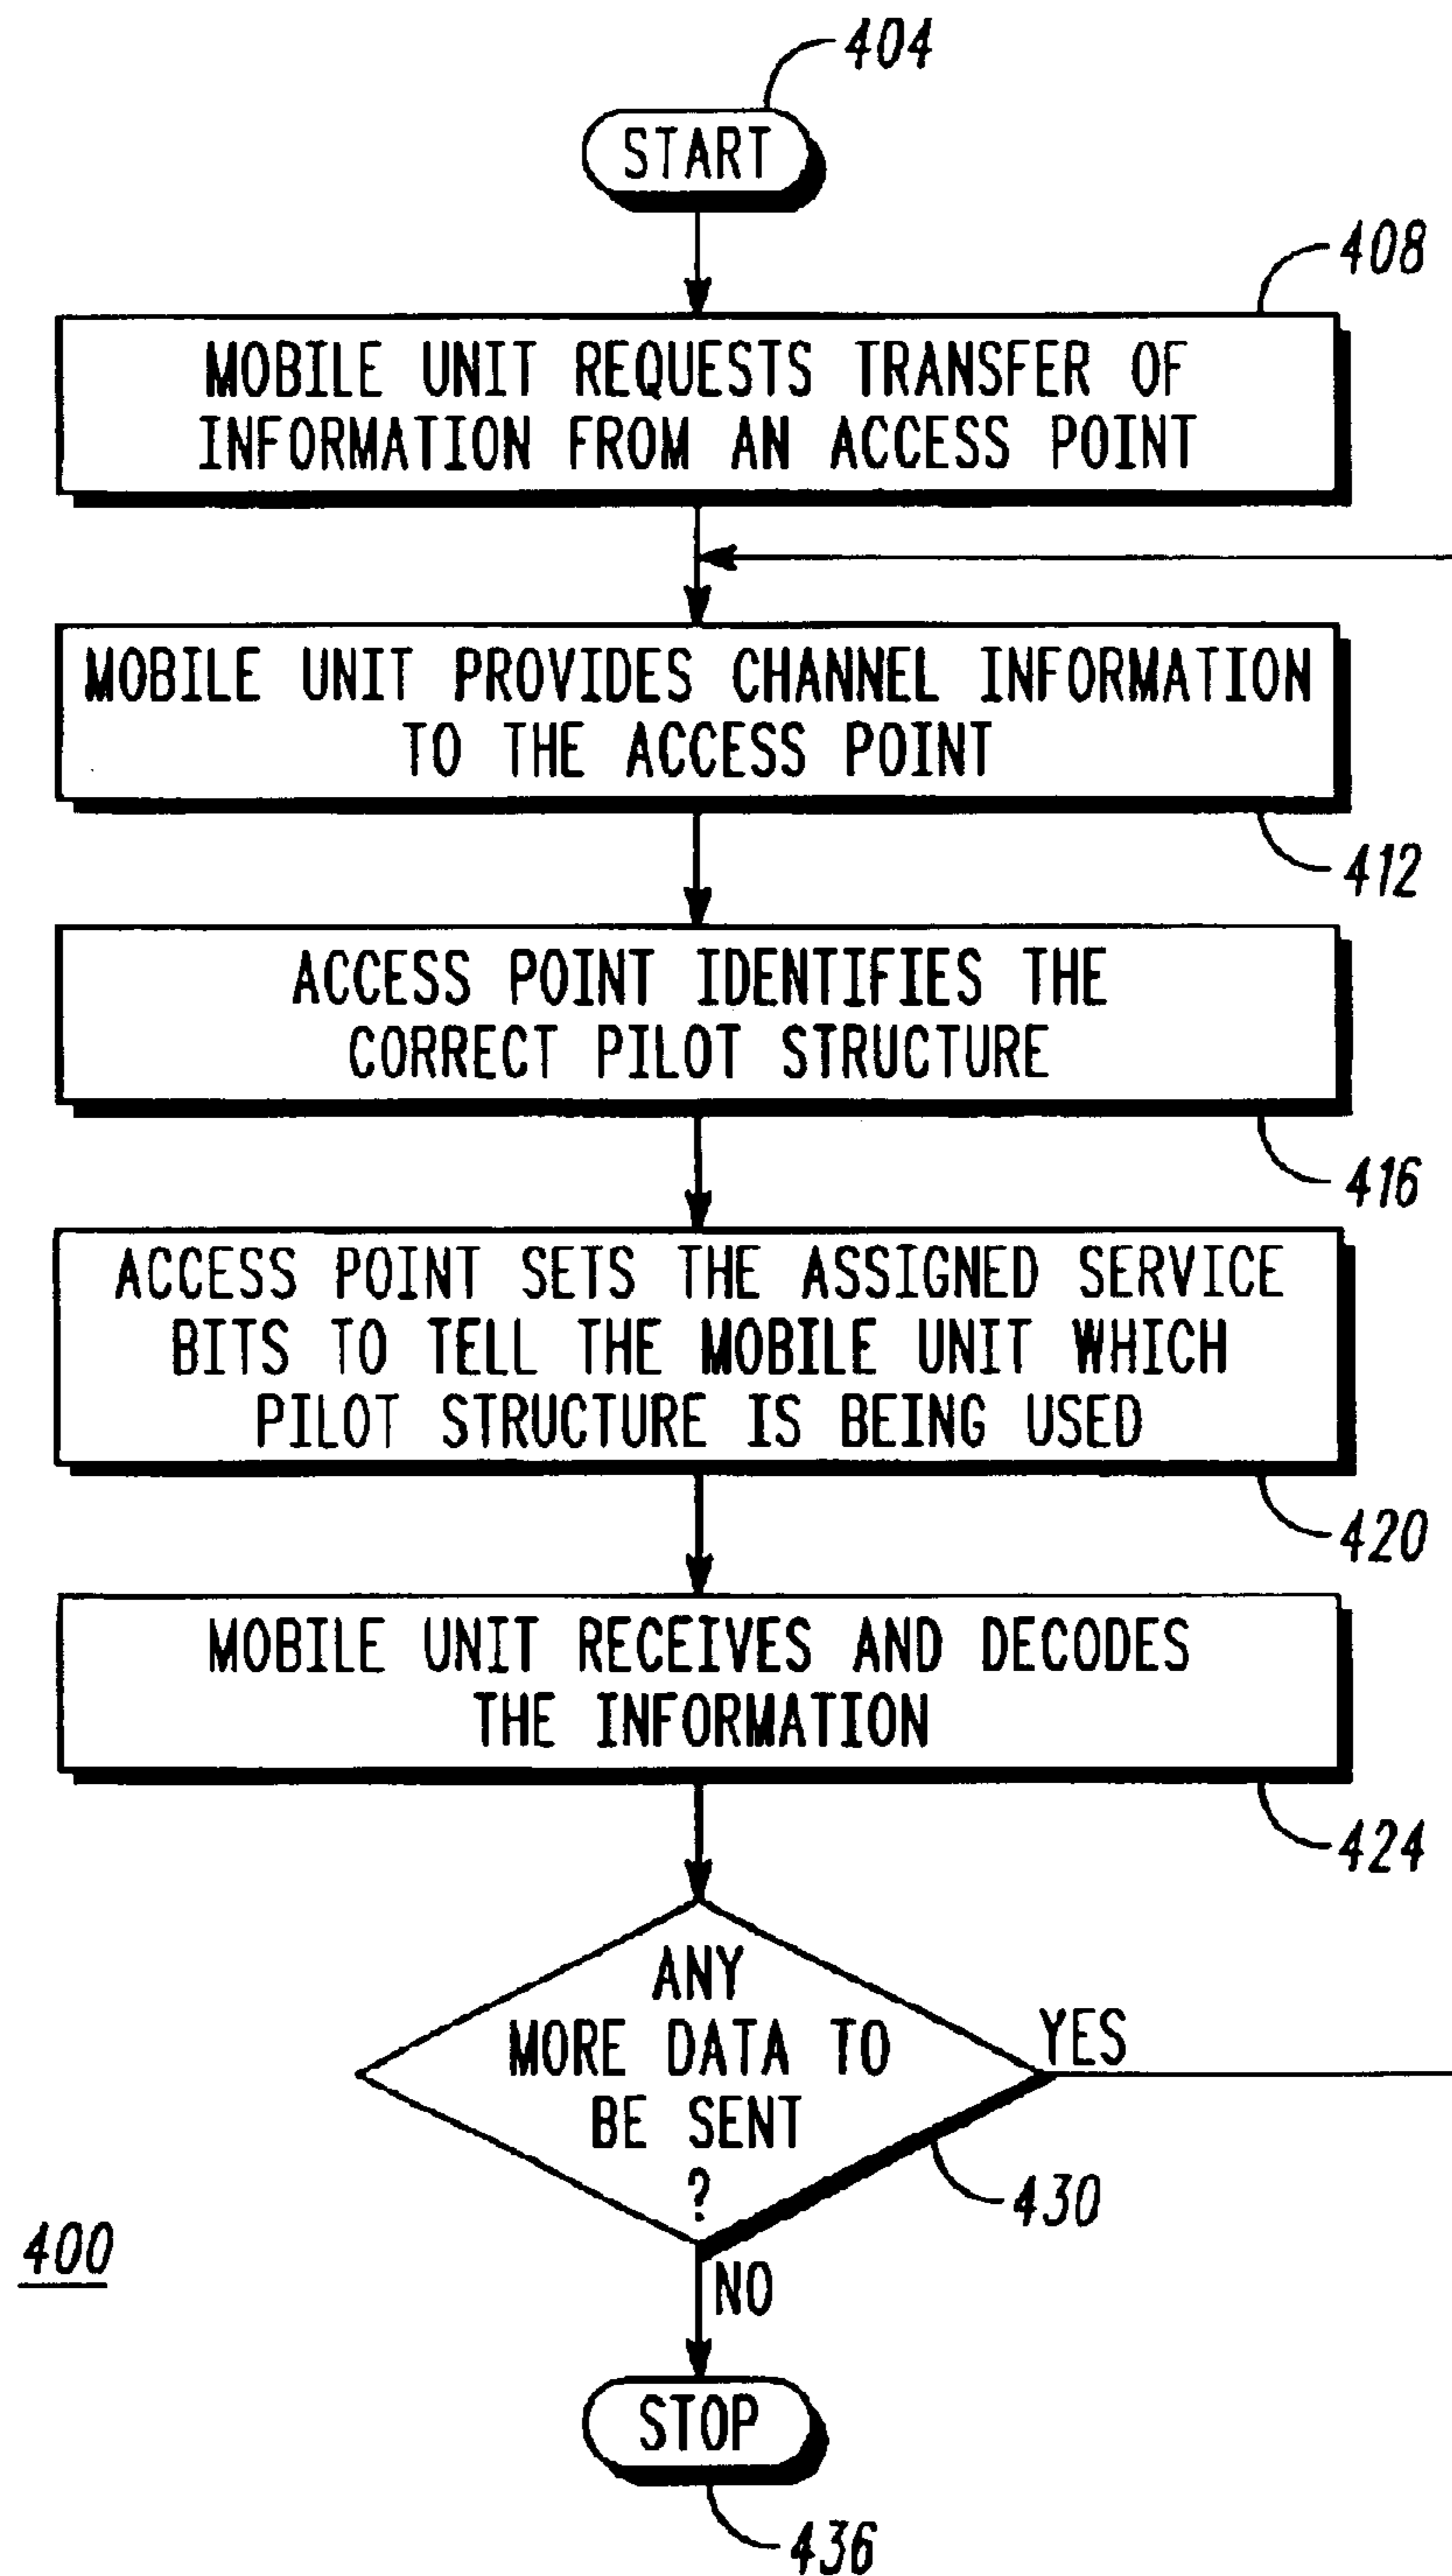 404
START
408
MOBILE UNIT REQUESTS TRANSFER OF
INFORMATION FROM AN ACCESS POINT
MOBILE UNIT PROVIDES CHANNEL INFORMATION
TO THE ACCESS POINT
412
ACCESS POINT IDENTIFIES THE
CORRECT PILOT STRUCTURE
416
ACCESS POINT SETS THE ASSIGNED SERVICE
BITS TO TELL THE MOBILE UNIT WHICH
PILOT STRUCTURE IS BEING USED
420
MOBILE UNIT RECEIVES AND DECODES
THE INFORMATION
424
ANY
MORE DATA TO
BE SENT
?
YES
430
400
NO
STOP
436